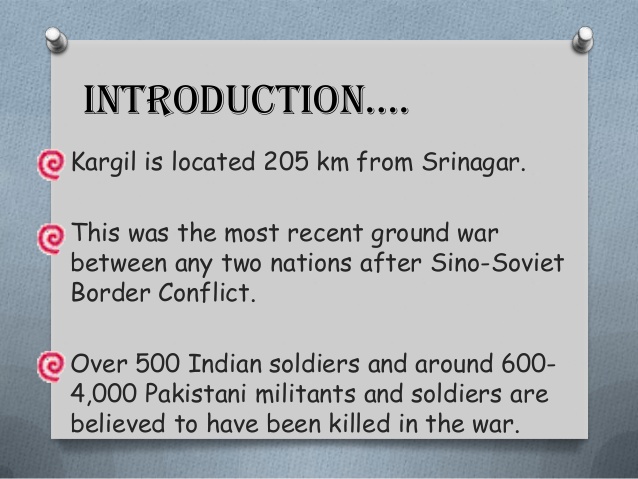 INTRODUCTION....
Kargil is located 205 km from Srinagar.
This was the most recent ground war
between any two nations after Sino-Soviet
Border Conflict.
Over 500 Indian soldiers and around 600-
4,000 Pakistani militants and soldiers are
believed to have been killed in the war.